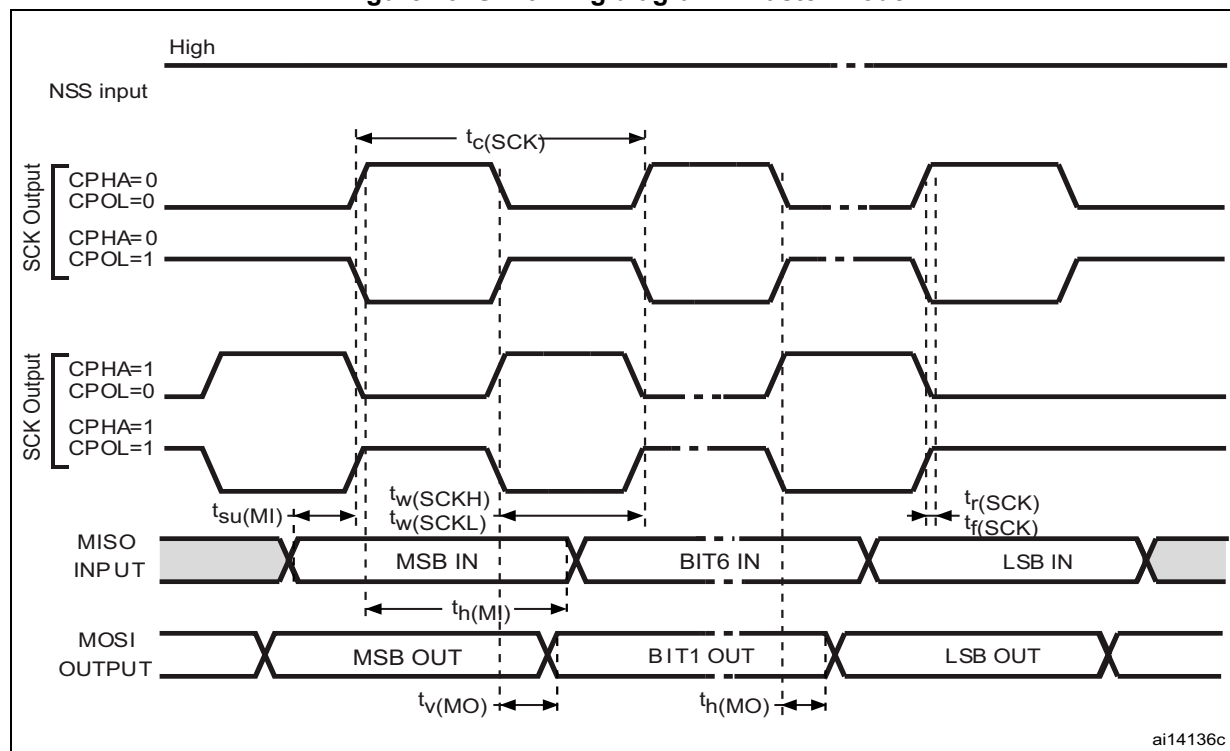 High
NSS input
tc(SCK)
SCK Output
CPHA=0
CPOL=0
CPHA=0
CPOL=1
SCK Output
CPHA=1
CPOL=0
CPHA=1
CPOL=1
tsu(MI)
tw(SCKH)
tw(SCKL)
tr(SCK)
tf(SCK)
MISO
INPUT
MSB IN
BIT6 IN
LSB IN
th(MI)
MOSI
OUTPUT
MSB OUT
BIT1 OUT
LSB OUT
tv(MO)
th(MO)
ai14136c